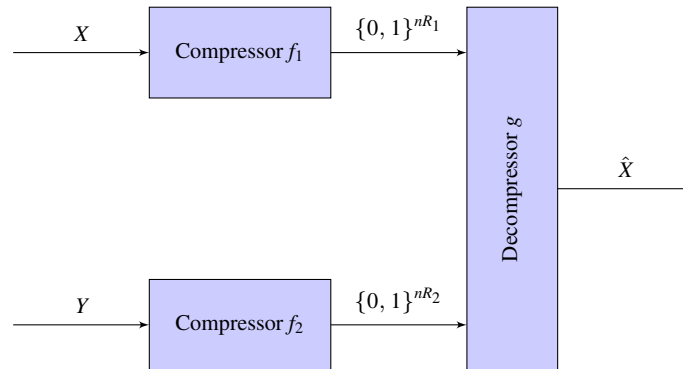 X
Compressor f₁
{0, 1}ⁿᴿ₁
Decompressor g
X̂
Y
Compressor f₂
{0, 1}ⁿᴿ₂